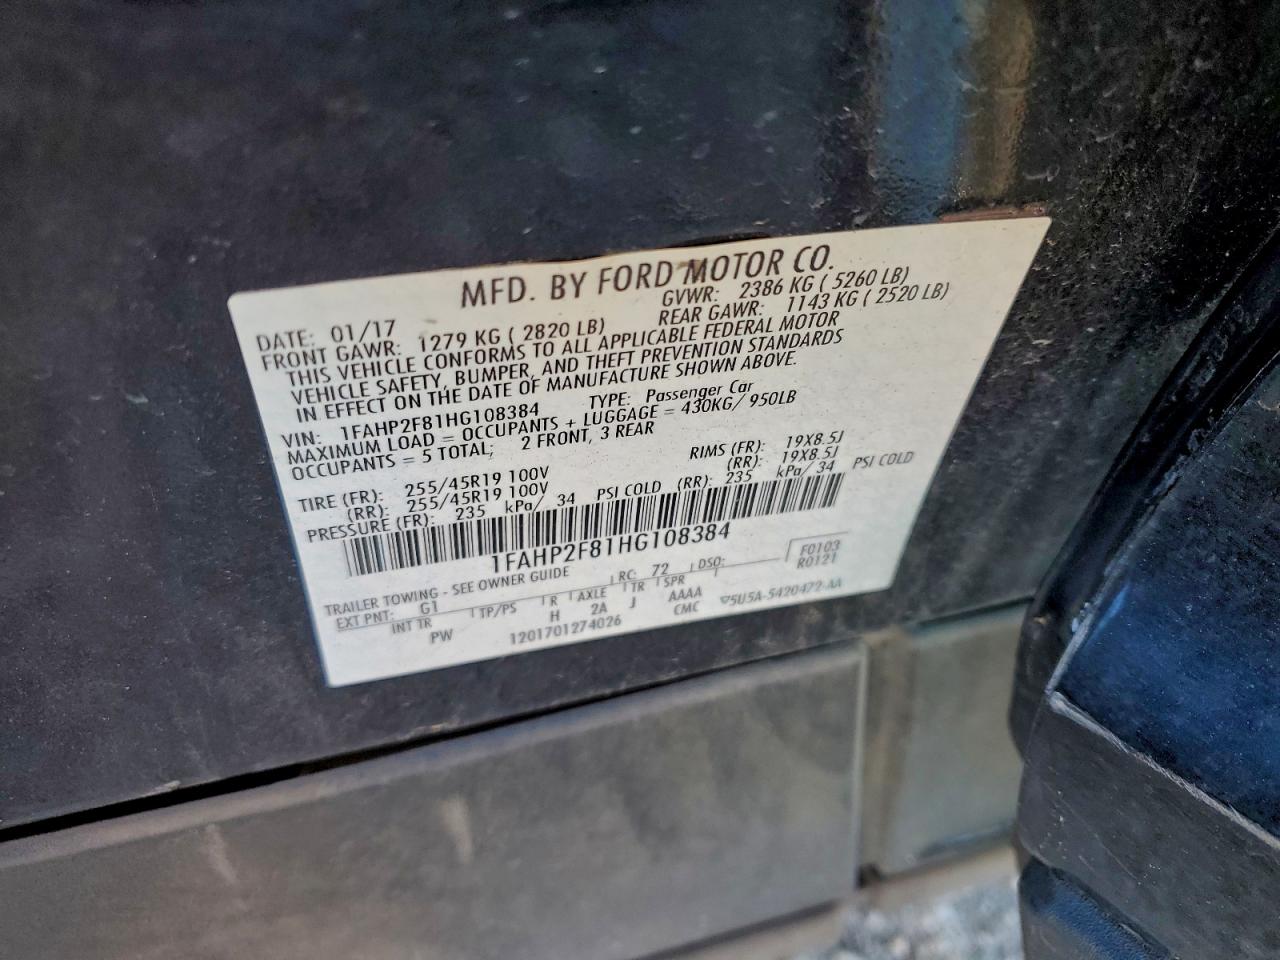 MFD. BY FORD MOTOR CO.
DATE: 01/17 GVWR: 2386 KG ( 5260 LB)
FRONT GAWR: 1279 KG ( 2820 LB) REAR GAWR: 1143 KG ( 2520 LB)
THIS VEHICLE CONFORMS TO ALL APPLICABLE FEDERAL MOTOR
VEHICLE SAFETY, BUMPER, AND THEFT PREVENTION STANDARDS
IN EFFECT ON THE DATE OF MANUFACTURE SHOWN ABOVE.
VIN: 1FAHP2F81HG108384 TYPE: Passenger Car
MAXIMUM LOAD = OCCUPANTS + LUGGAGE = 430KG/ 950LB
OCCUPANTS = 5 TOTAL; 2 FRONT, 3 REAR
TIRE (FR): 255/45R19 100V RIMS (FR): 19X8.5J
(RR): 255/45R19 100V (RR): 19X8.5J
PRESSURE (FR): 235 kPa/ 34 PSI COLD (RR): 235 kPa/ 34 PSI COLD
1FAHP2F81HG108384
TRAILER TOWING - SEE OWNER GUIDE
EXT PNT: G1 RC: 72 DSO: F0103
R0121
INT TR TP/PS R AXLE TR SPR
PW H 2A J AAAA
1201701274026 CMC 5U5A-5420472-AA